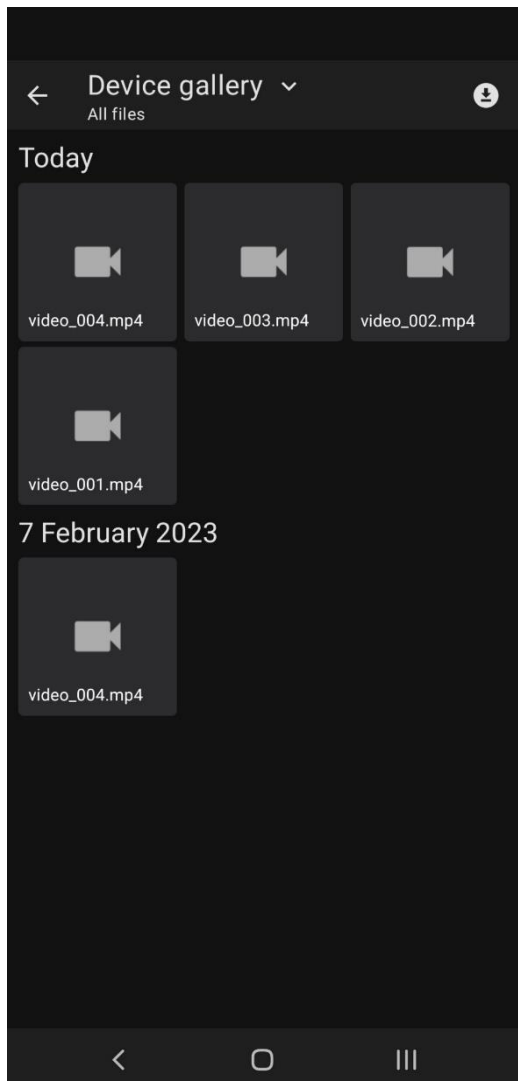 Device gallery
All files
Today
video_004.mp4 video_003.mp4 video_002.mp4
video_001.mp4
7 February 2023
video_004.mp4